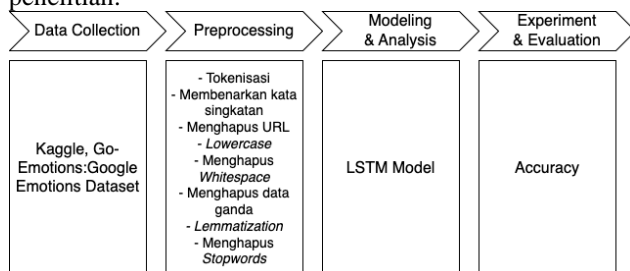 penelitian:
Data Collection
Preprocessing
Modeling
& Analysis
Experiment
& Evaluation
Kaggle, Go-
Emotions:Google
Emotions Dataset
- Tokenisasi
- Membenarkan kata
singkatan
- Menghapus URL
- Lowercase
- Menghapus
Whitespace
- Menghapus data
ganda
- Lemmatization
- Menghapus
Stopwords
LSTM Model
Accuracy